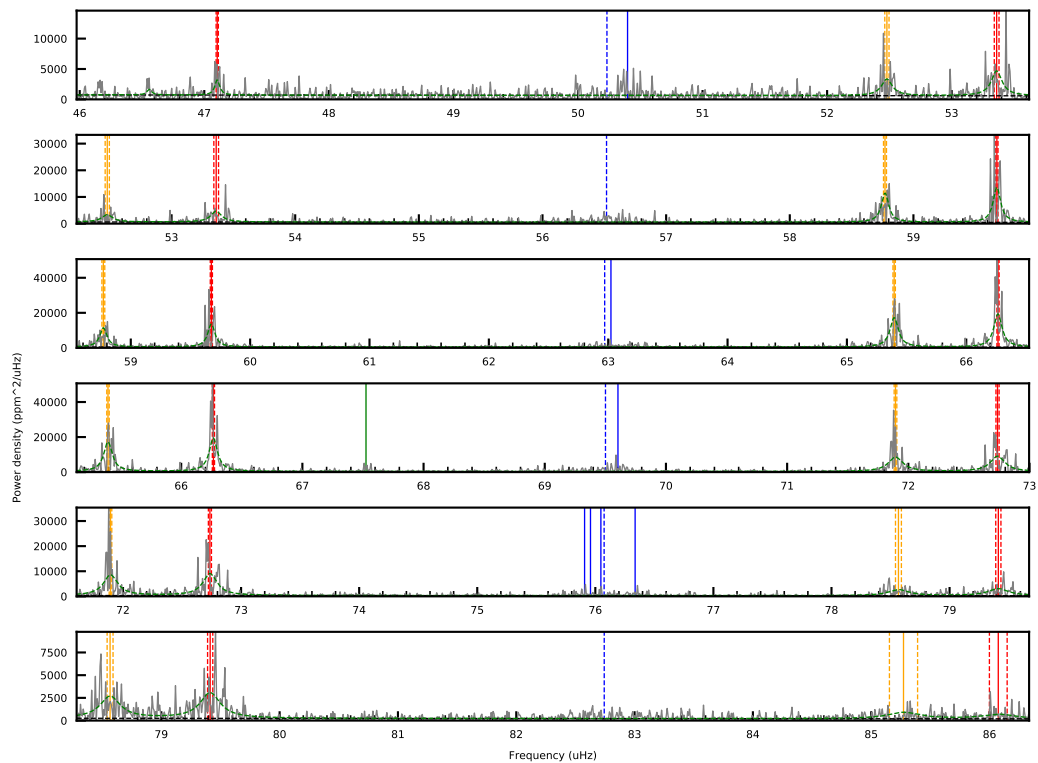 10000
5000
0
46 47 48 49 50 51 52 53
30000
20000
10000
0
53 54 55 56 57 58 59
40000
20000
0
59 60 61 62 63 64 65 66
Power density (ppm^2/uHz)
40000
20000
0
66 67 68 69 70 71 72 73
30000
20000
10000
0
72 73 74 75 76 77 78 79
7500
5000
2500
0
79 80 81 82 83 84 85 86
Frequency (uHz)